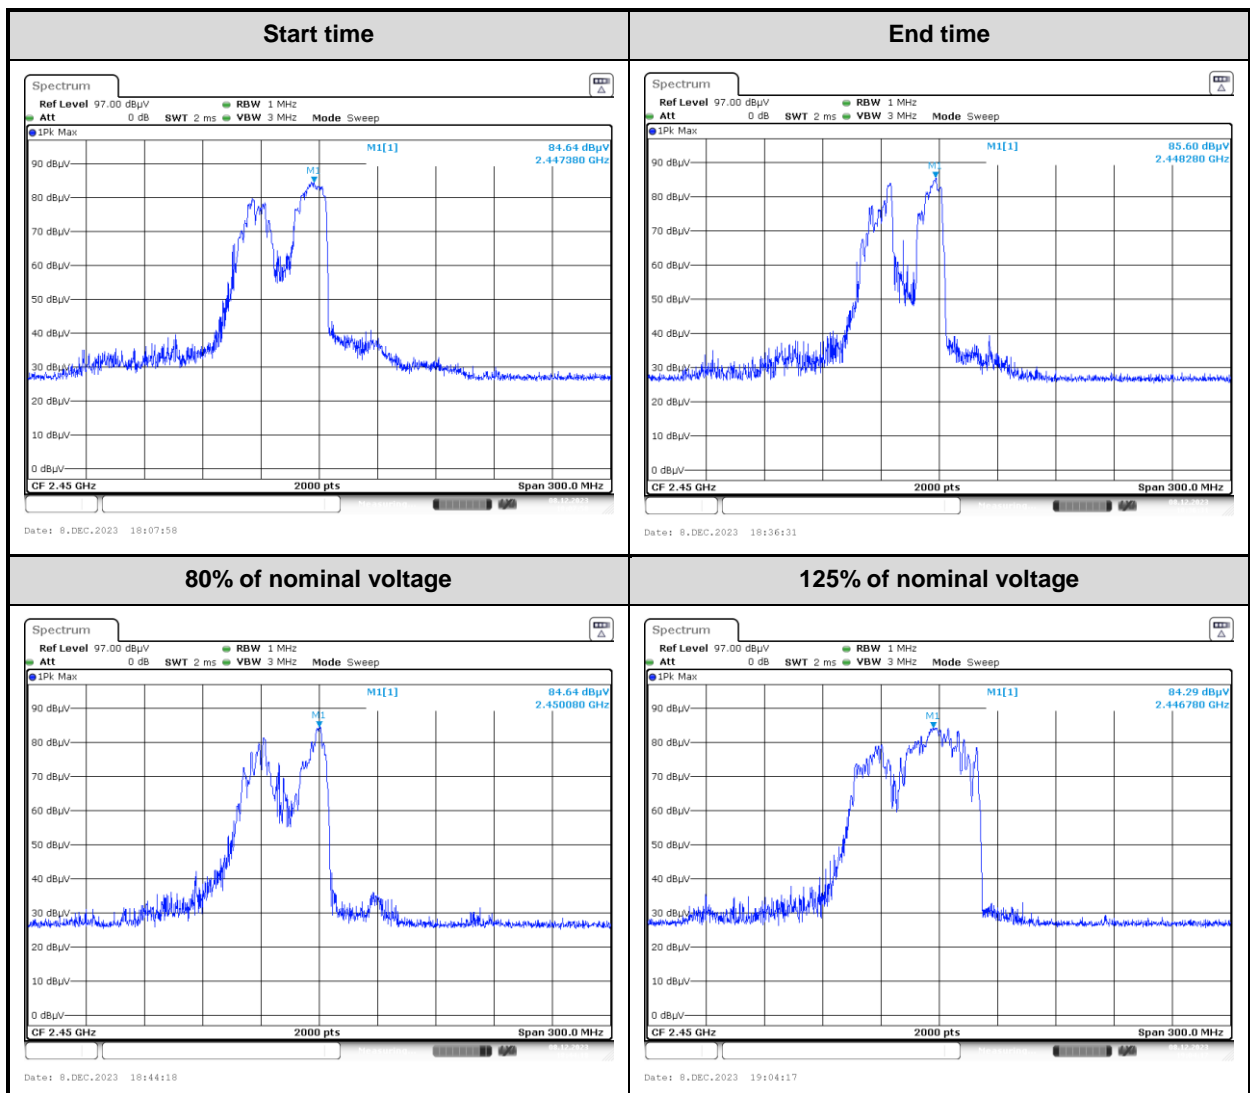 Start time
End time
Spectrum
Ref Level 97.00 dBµV RBW 1 MHz
Att 0 dB SWT 2 ms VBW 3 MHz Mode Sweep
1Pk Max
M1[1] 84.64 dBµV
2.447380 GHz
M1
90 dBµV
80 dBµV
70 dBµV
60 dBµV
50 dBµV
40 dBµV
30 dBµV
20 dBµV
10 dBµV
0 dBµV
CF 2.45 GHz 2000 pts Span 300.0 MHz
Date: 8.DEC.2023 18:07:58
Spectrum
Ref Level 97.00 dBµV RBW 1 MHz
Att 0 dB SWT 2 ms VBW 3 MHz Mode Sweep
1Pk Max
M1[1] 85.60 dBµV
2.448280 GHz
90 dBµV
80 dBµV
70 dBµV
60 dBµV
50 dBµV
40 dBµV
30 dBµV
20 dBµV
10 dBµV
0 dBµV
CF 2.45 GHz 2000 pts Span 300.0 MHz
Date: 8.DEC.2023 18:36:31
80% of nominal voltage
125% of nominal voltage
Spectrum
Ref Level 97.00 dBµV RBW 1 MHz
Att 0 dB SWT 2 ms VBW 3 MHz Mode Sweep
1Pk Max
M1[1] 84.64 dBµV
2.450080 GHz
M1
90 dBµV
80 dBµV
70 dBµV
60 dBµV
50 dBµV
40 dBµV
30 dBµV
20 dBµV
10 dBµV
0 dBµV
CF 2.45 GHz 2000 pts Span 300.0 MHz
Date: 8.DEC.2023 18:44:18
Spectrum
Ref Level 97.00 dBµV RBW 1 MHz
Att 0 dB SWT 2 ms VBW 3 MHz Mode Sweep
1Pk Max
M1[1] 84.29 dBµV
2.446780 GHz
M1
90 dBµV
80 dBµV
70 dBµV
60 dBµV
50 dBµV
40 dBµV
30 dBµV
20 dBµV
10 dBµV
0 dBµV
CF 2.45 GHz 2000 pts Span 300.0 MHz
Date: 8.DEC.2023 19:04:17